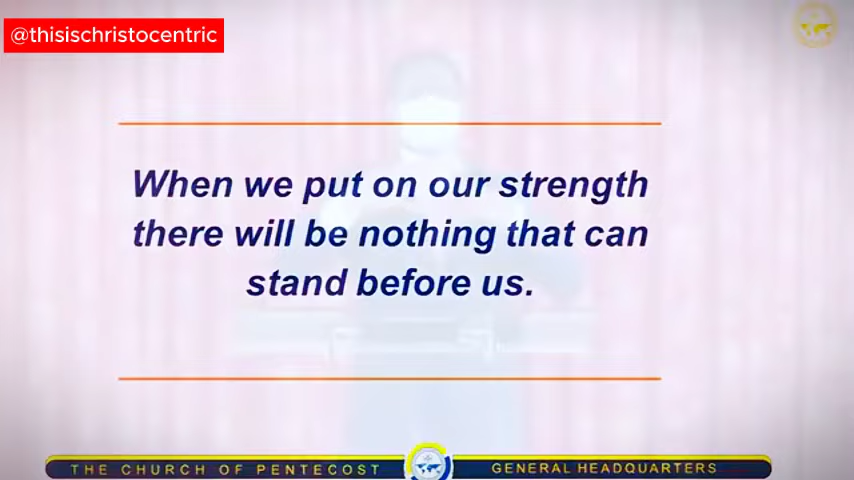 @thisischristocentric
When we put on our strength
there will be nothing that can
stand before us.
THE CHURCH OF PENTECOST GENERAL HEADQUARTERS